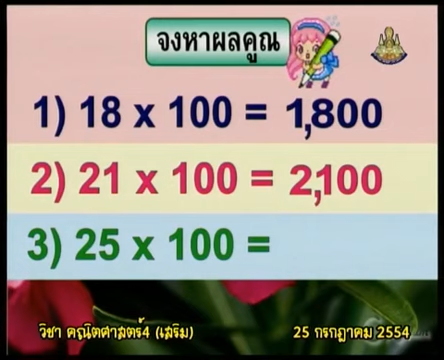 จงหาผลคูณ
1) 18 x 100 = 1,800
2) 21 x 100 = 2,100
3) 25 x 100 =
วิชา คณิตศาสตร์4 (เสริม)
25 กรกฎาคม 2554